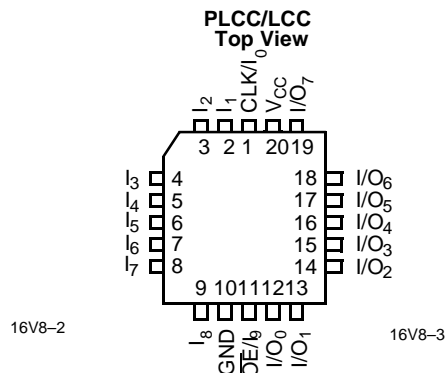 PLCC/LCC
Top View
I2 I1 CLK/I0 VCC I/O7
3 2 1 20 19
I3 4 18 I/O6
I4 5 17 I/O5
I5 6 16 I/O4
I6 7 15 I/O3
I7 8 14 I/O2
9 10 11 12 13
I8 GND OE/I9 I/O0 I/O1
16V8–2 16V8–3